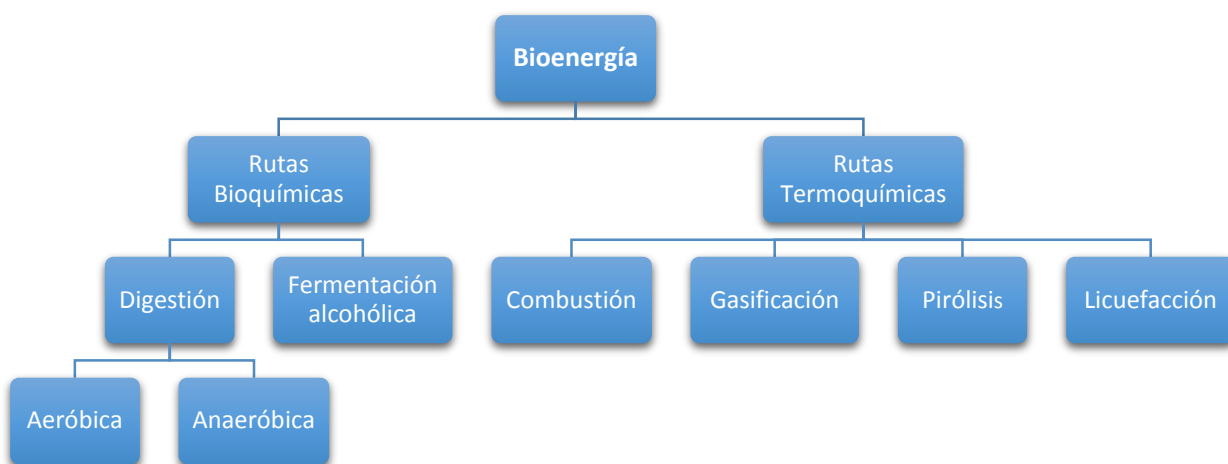 Bioenergía
Rutas
Bioquímicas
Rutas
Termoquímicas
Digestión
Fermentación
alcohólica
Combustión
Gasificación
Pirólisis
Licuefacción
Aeróbica
Anaeróbica